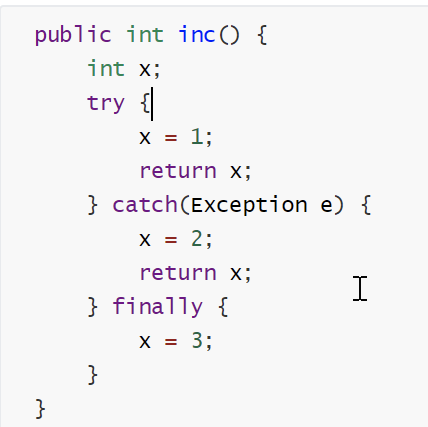 public int inc() {
    int x;
    try {
        x = 1;
        return x;
    } catch(Exception e) {
        x = 2;
        return x;
    } finally {
        x = 3;
    }
}